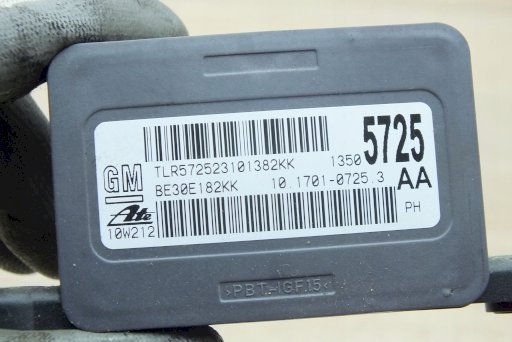 TLR572523101382KK 1350 5725
GM BE30E182KK 10.1701-0725.3 AA
Ate
10W212 PH
>PBT-GF15<